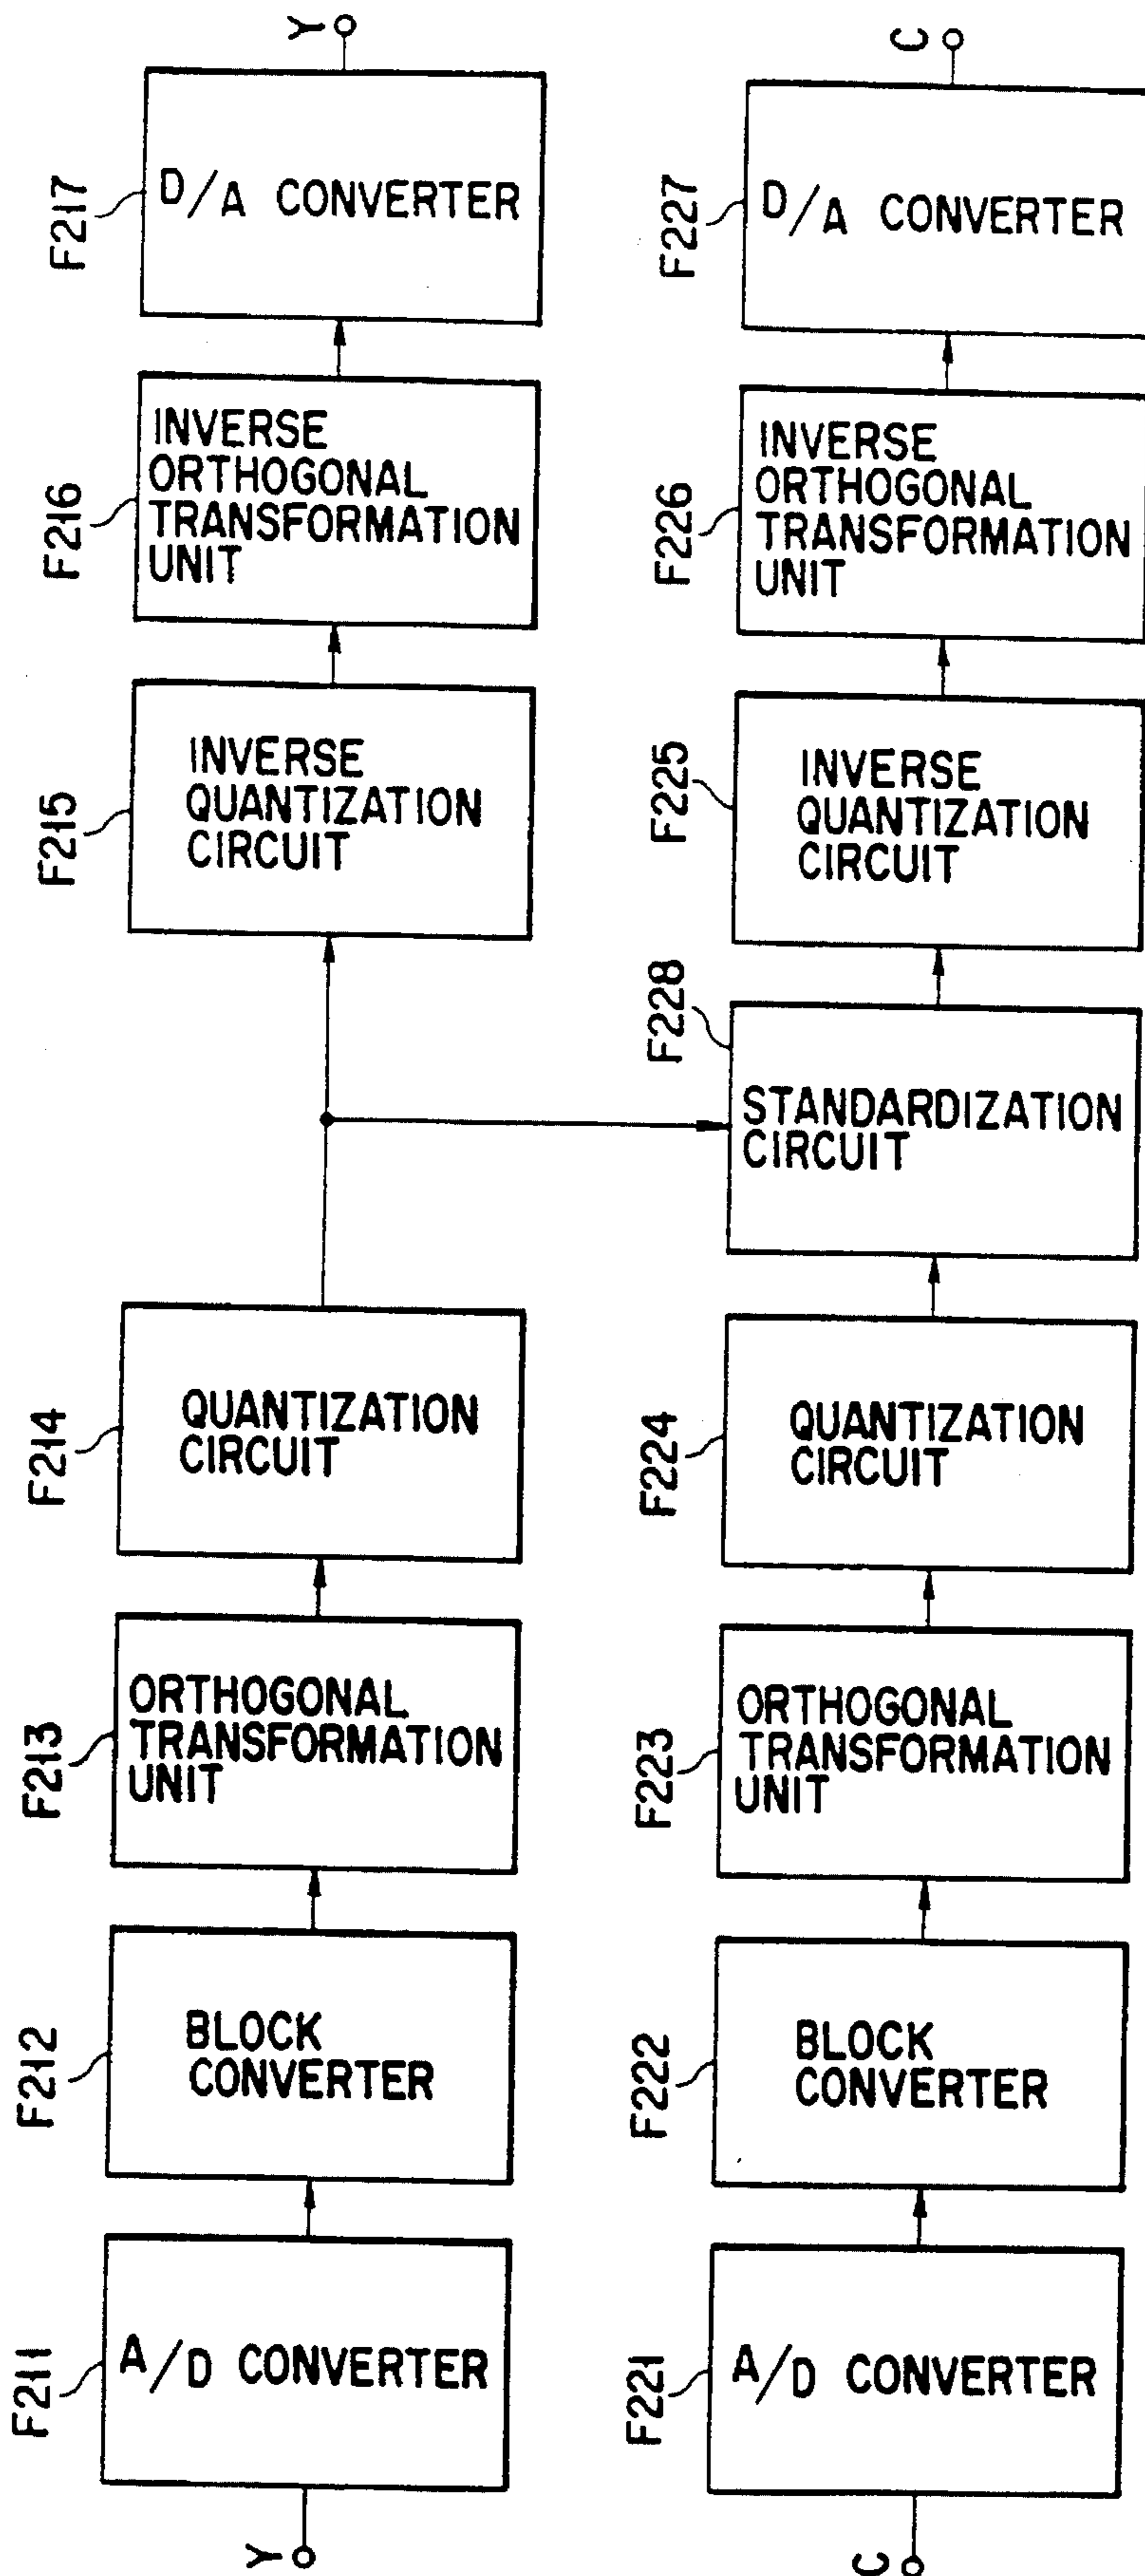 Y
F217
D/A CONVERTER
F216
INVERSE
ORTHOGONAL
TRANSFORMATION
UNIT
F215
INVERSE
QUANTIZATION
CIRCUIT
F214
QUANTIZATION
CIRCUIT
F213
ORTHOGONAL
TRANSFORMATION
UNIT
F212
BLOCK
CONVERTER
F211
A/D CONVERTER
Y
C
F227
D/A CONVERTER
F226
INVERSE
ORTHOGONAL
TRANSFORMATION
UNIT
F225
INVERSE
QUANTIZATION
CIRCUIT
F228
STANDARDIZATION
CIRCUIT
F224
QUANTIZATION
CIRCUIT
F223
ORTHOGONAL
TRANSFORMATION
UNIT
F222
BLOCK
CONVERTER
F221
A/D CONVERTER
C